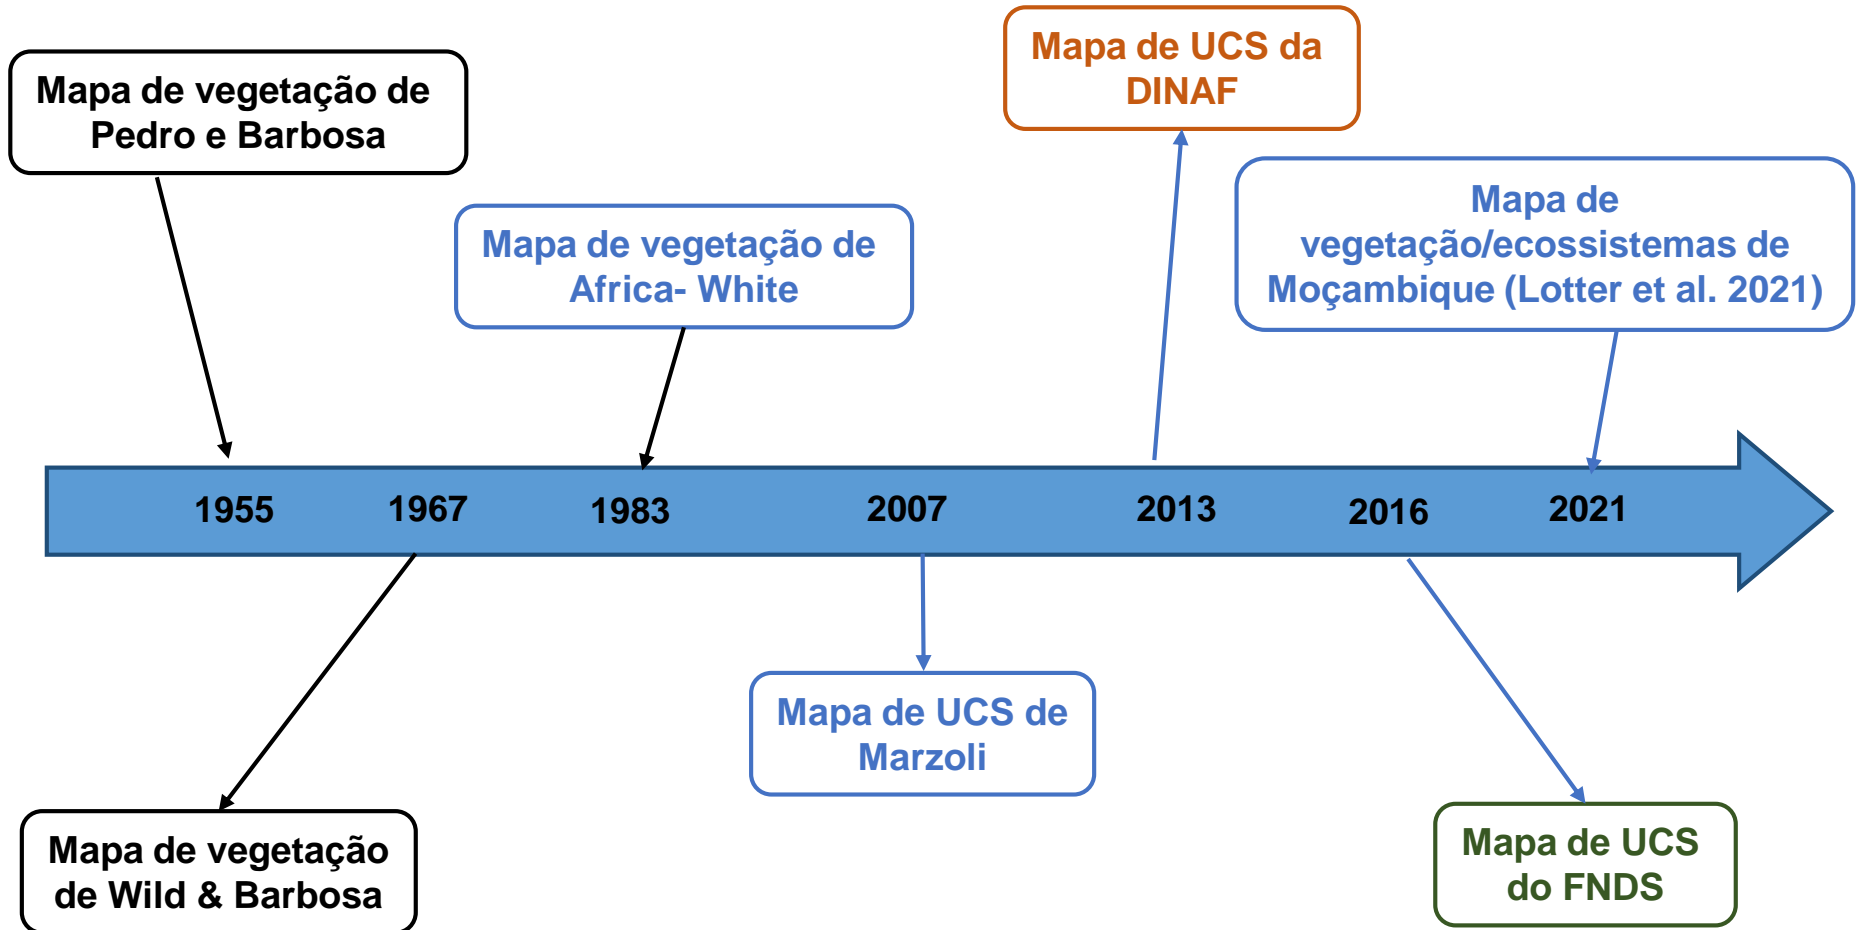 Mapa de UCS da
DINAF
Mapa de vegetação de
Pedro e Barbosa
Mapa de vegetação de
Africa- White
Mapa de
vegetação/ecossistemas de
Moçambique (Lotter et al. 2021)
1955
1967
1983
2007
2013
2016
2021
Mapa de UCS de
Marzoli
Mapa de vegetação
de Wild & Barbosa
Mapa de UCS
do FNDS